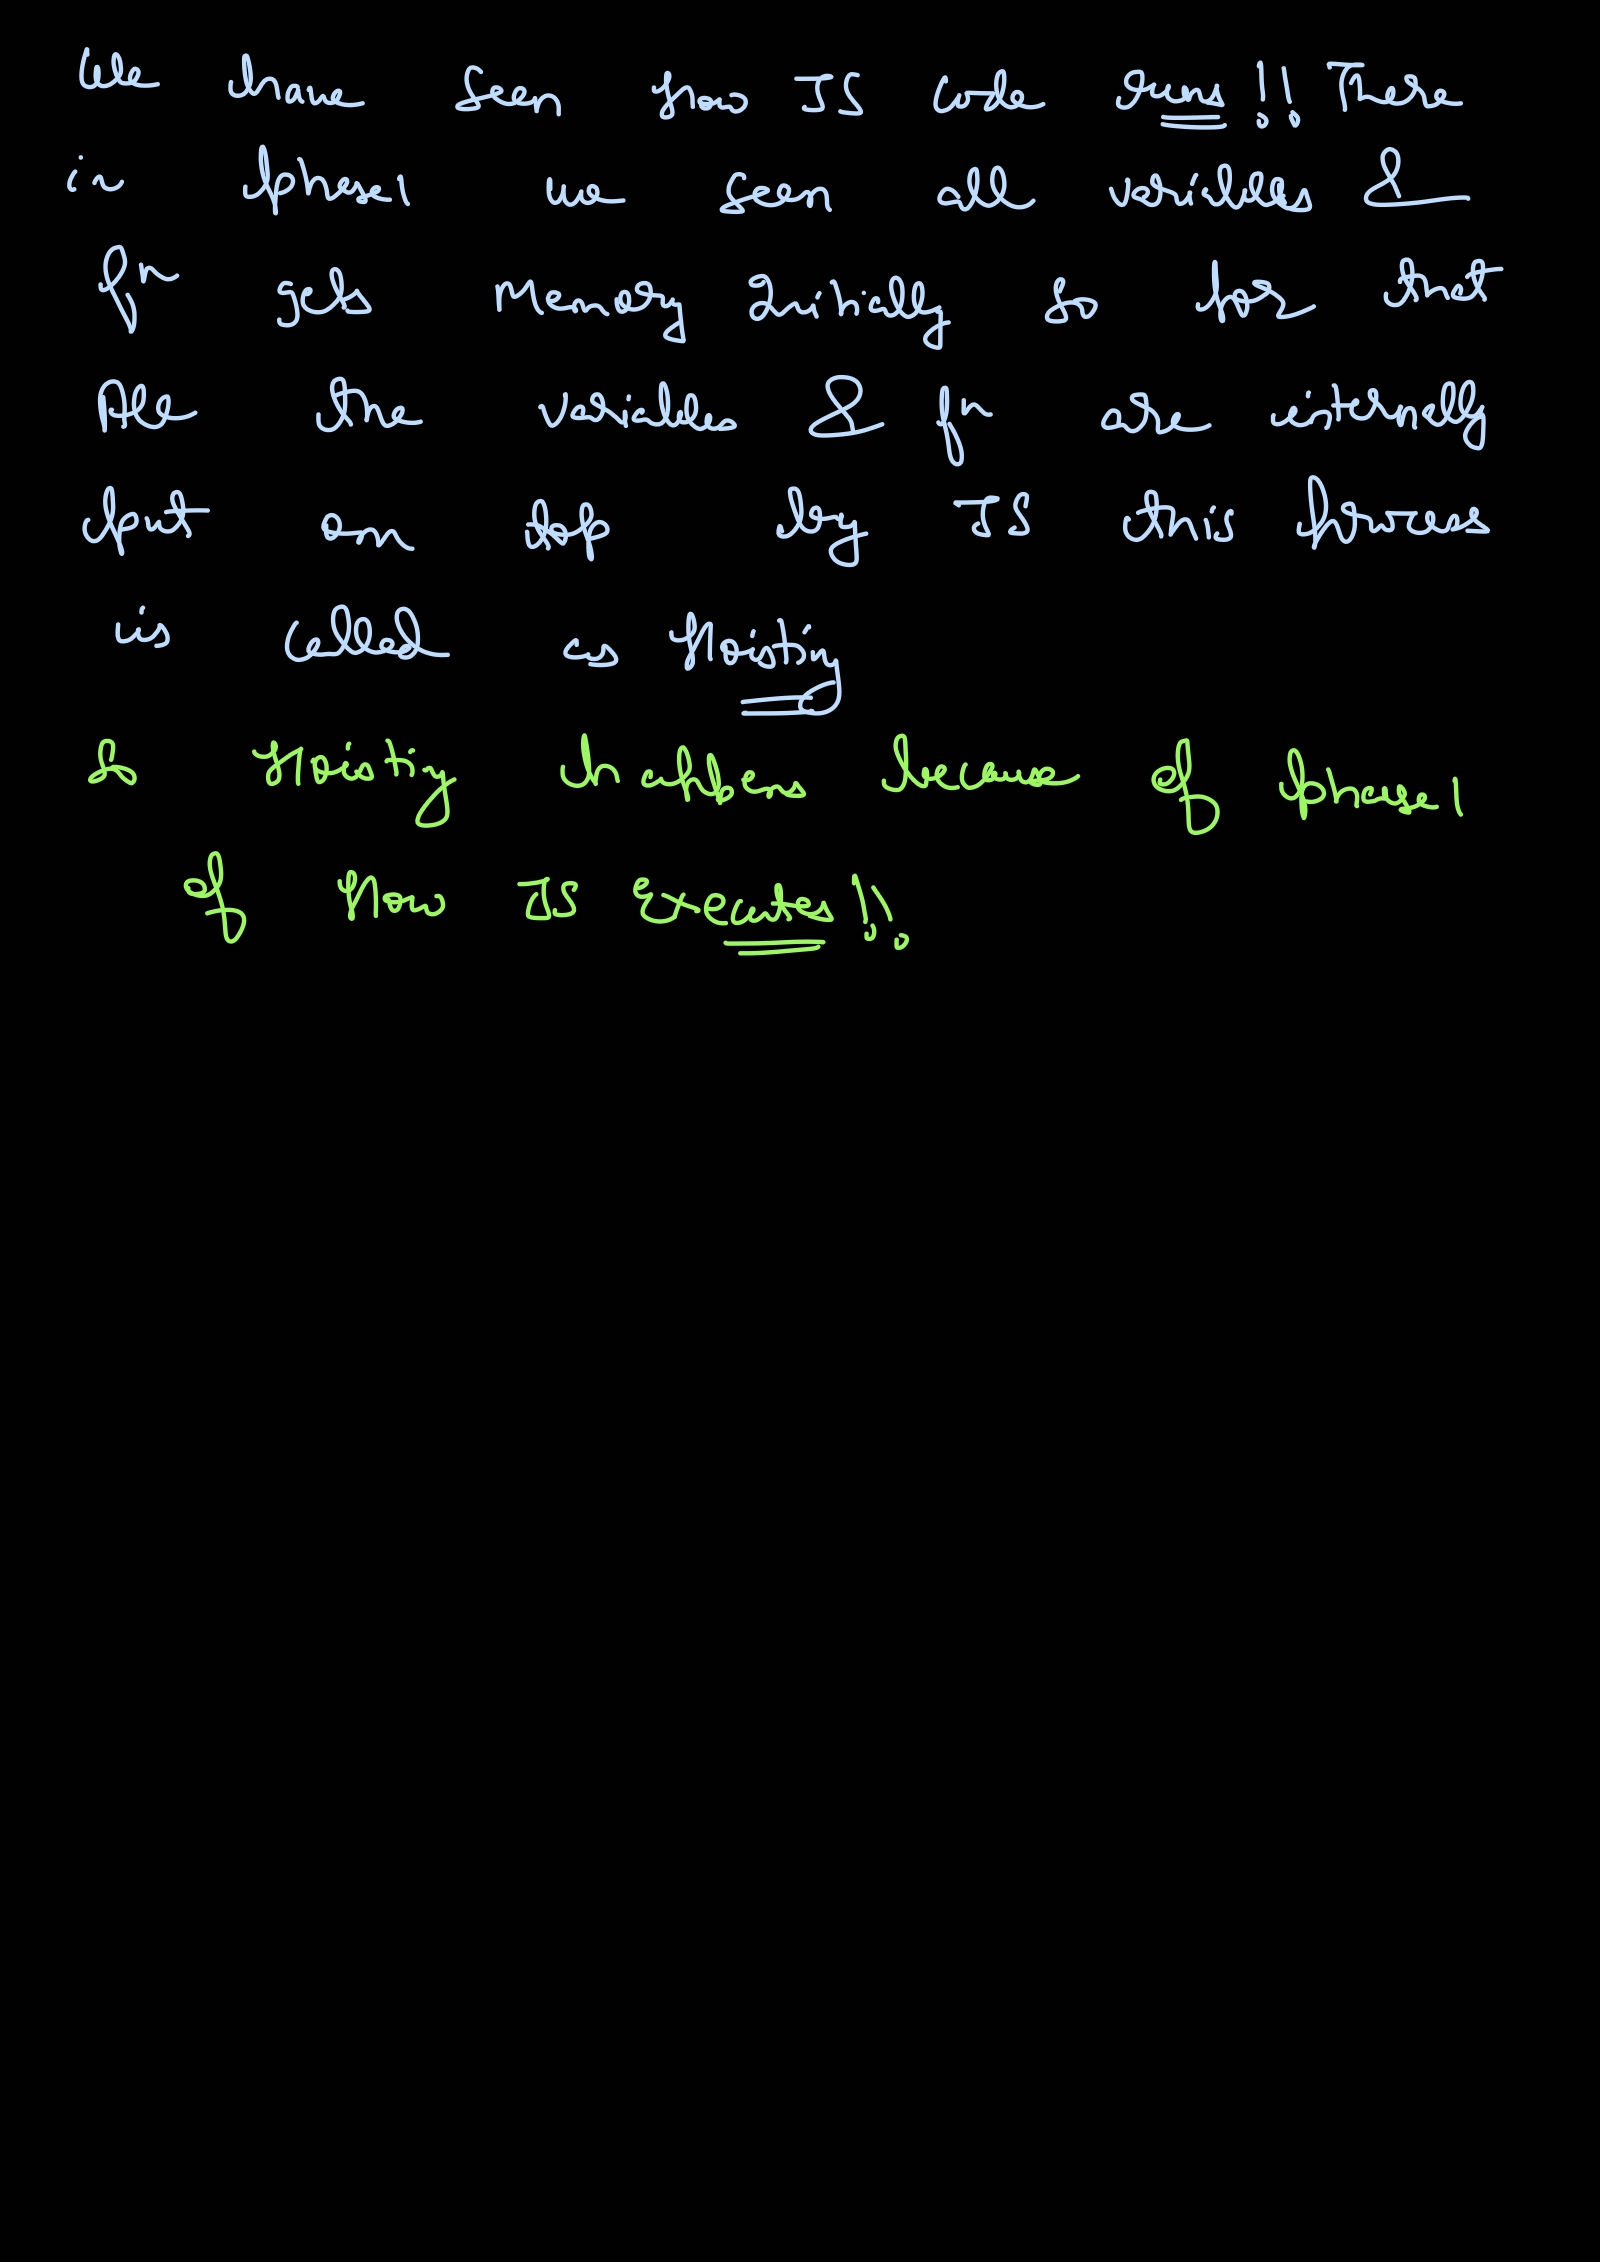 We have seen how JS code runs!! There
in phase1 we seen all variables &
fn gets Memory Initially so for that
All the variables & fn are internally
put on top by JS this process
is called as Hoisting
So Hoisting happens because of phase1
of How JS Executes!!